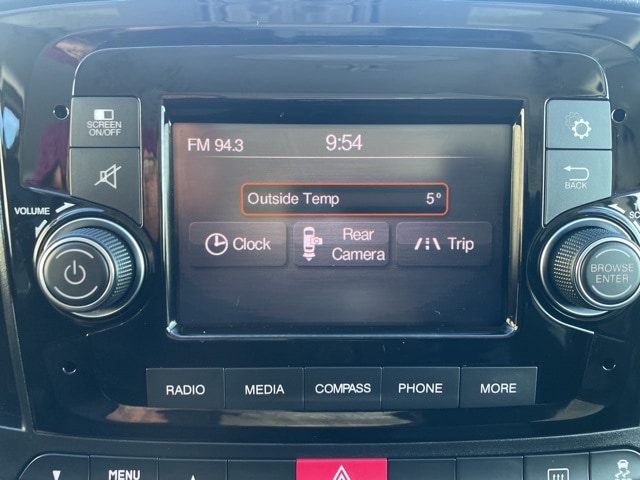 SCREEN
ON/OFF
FM 94.3
9:54
Outside Temp 5°
BACK
VOLUME
Clock
Rear
Camera
Trip
BROWSE
ENTER
RADIO
MEDIA
COMPASS
PHONE
MORE
MENU